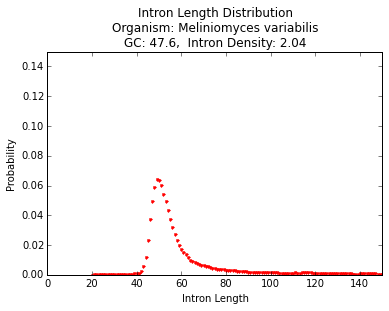 Intron Length Distribution
Organism: Meliniomyces variabilis
GC: 47.6,  Intron Density: 2.04
0.14
0.12
0.10
0.08
0.06
0.04
0.02
0.00
Probability
0 20 40 60 80 100 120 140
Intron Length